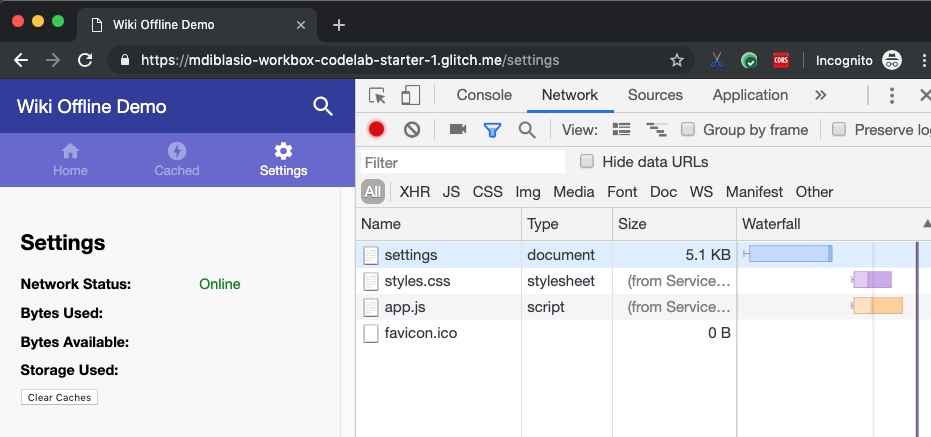 Wiki Offline Demo
https://mdiblasio-workbox-codelab-starter-1.glitch.me/settings
CORS
Incognito
Wiki Offline Demo
Home
Cached
Settings
Settings
Network Status: Online
Bytes Used:
Bytes Available:
Storage Used:
Clear Caches
Console Network Sources Application »
View: Group by frame Preserve log
Filter Hide data URLs
All XHR JS CSS Img Media Font Doc WS Manifest Other
Name Type Size Waterfall
settings document 5.1 KB
styles.css stylesheet (from Service…
app.js script (from Service…
favicon.ico 0 B